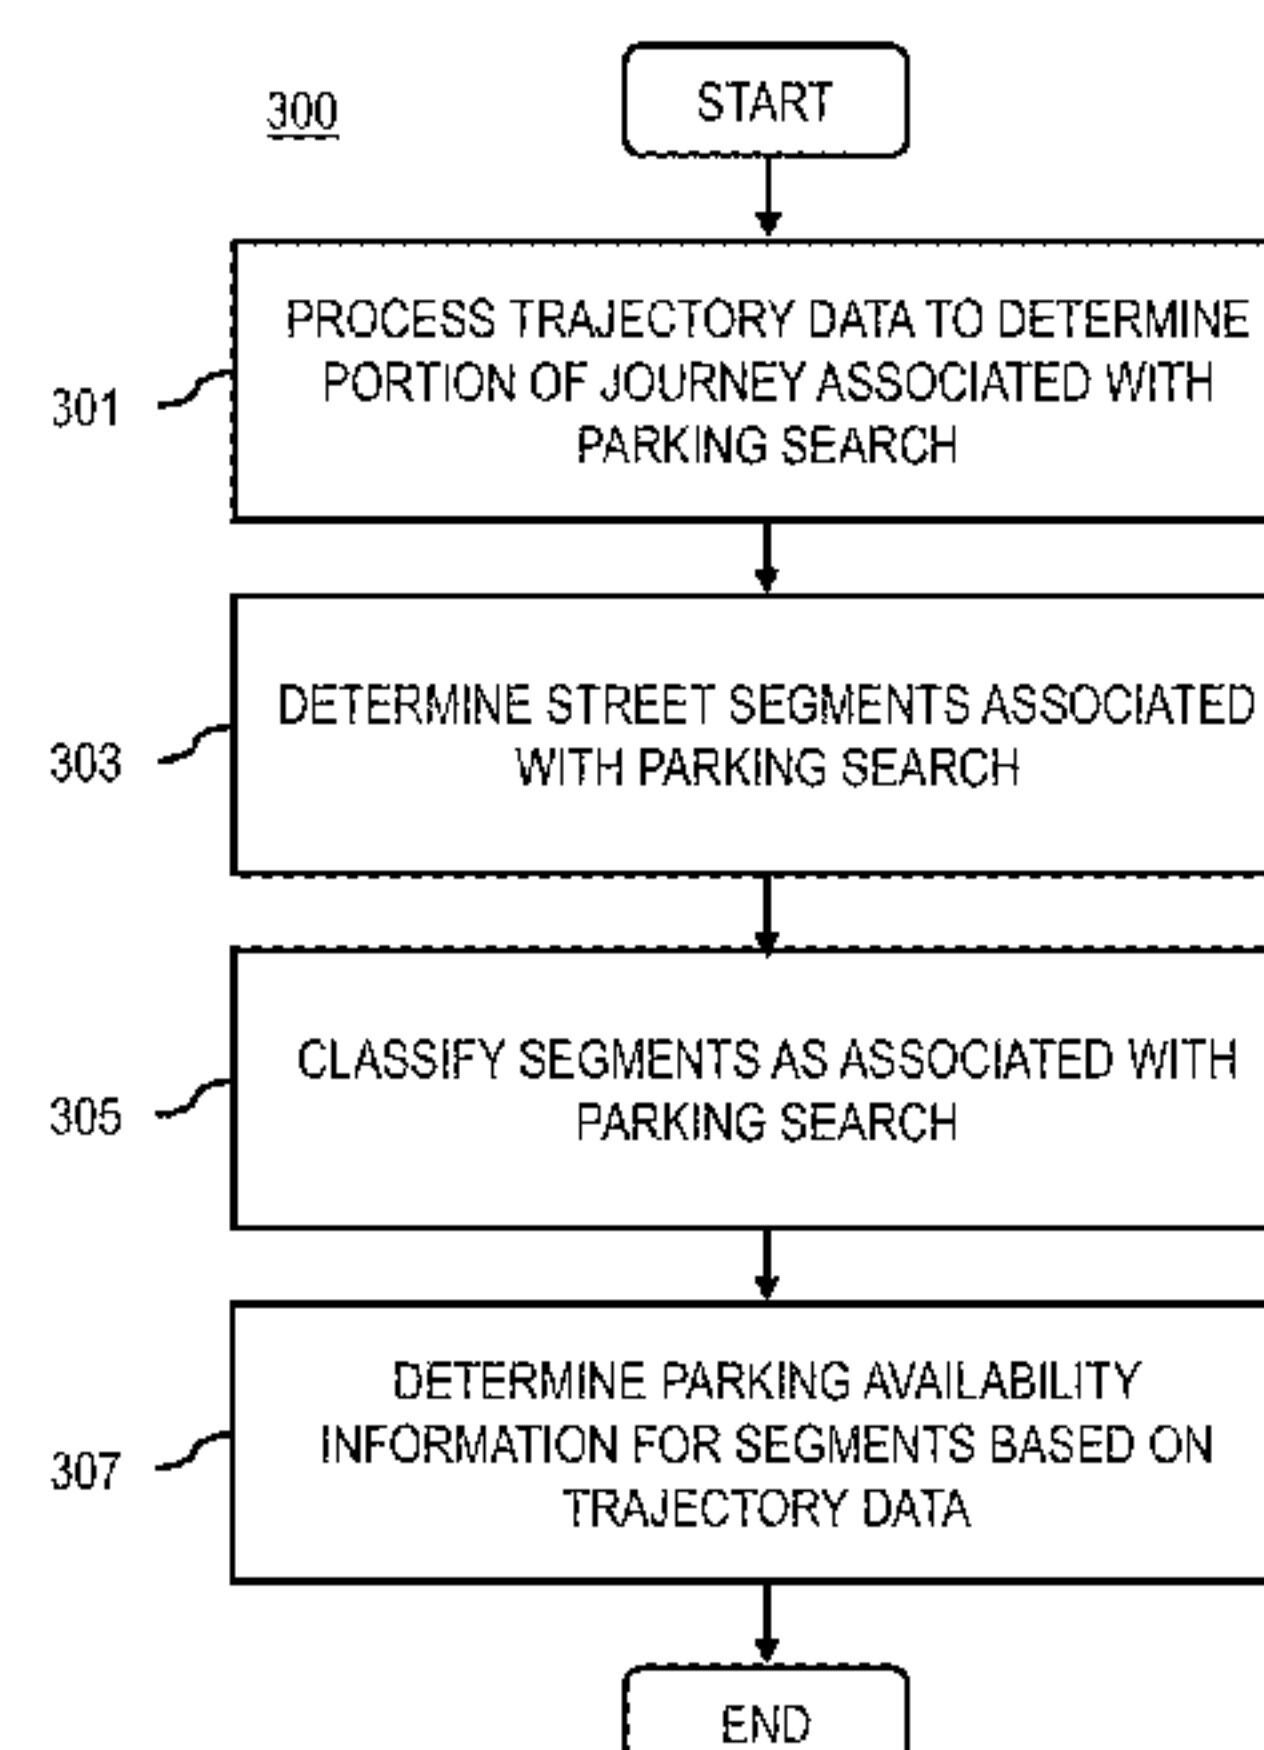 300
START
301
PROCESS TRAJECTORY DATA TO DETERMINE
PORTION OF JOURNEY ASSOCIATED WITH
PARKING SEARCH
303
DETERMINE STREET SEGMENTS ASSOCIATED
WITH PARKING SEARCH
305
CLASSIFY SEGMENTS AS ASSOCIATED WITH
PARKING SEARCH
307
DETERMINE PARKING AVAILABILITY
INFORMATION FOR SEGMENTS BASED ON
TRAJECTORY DATA
END